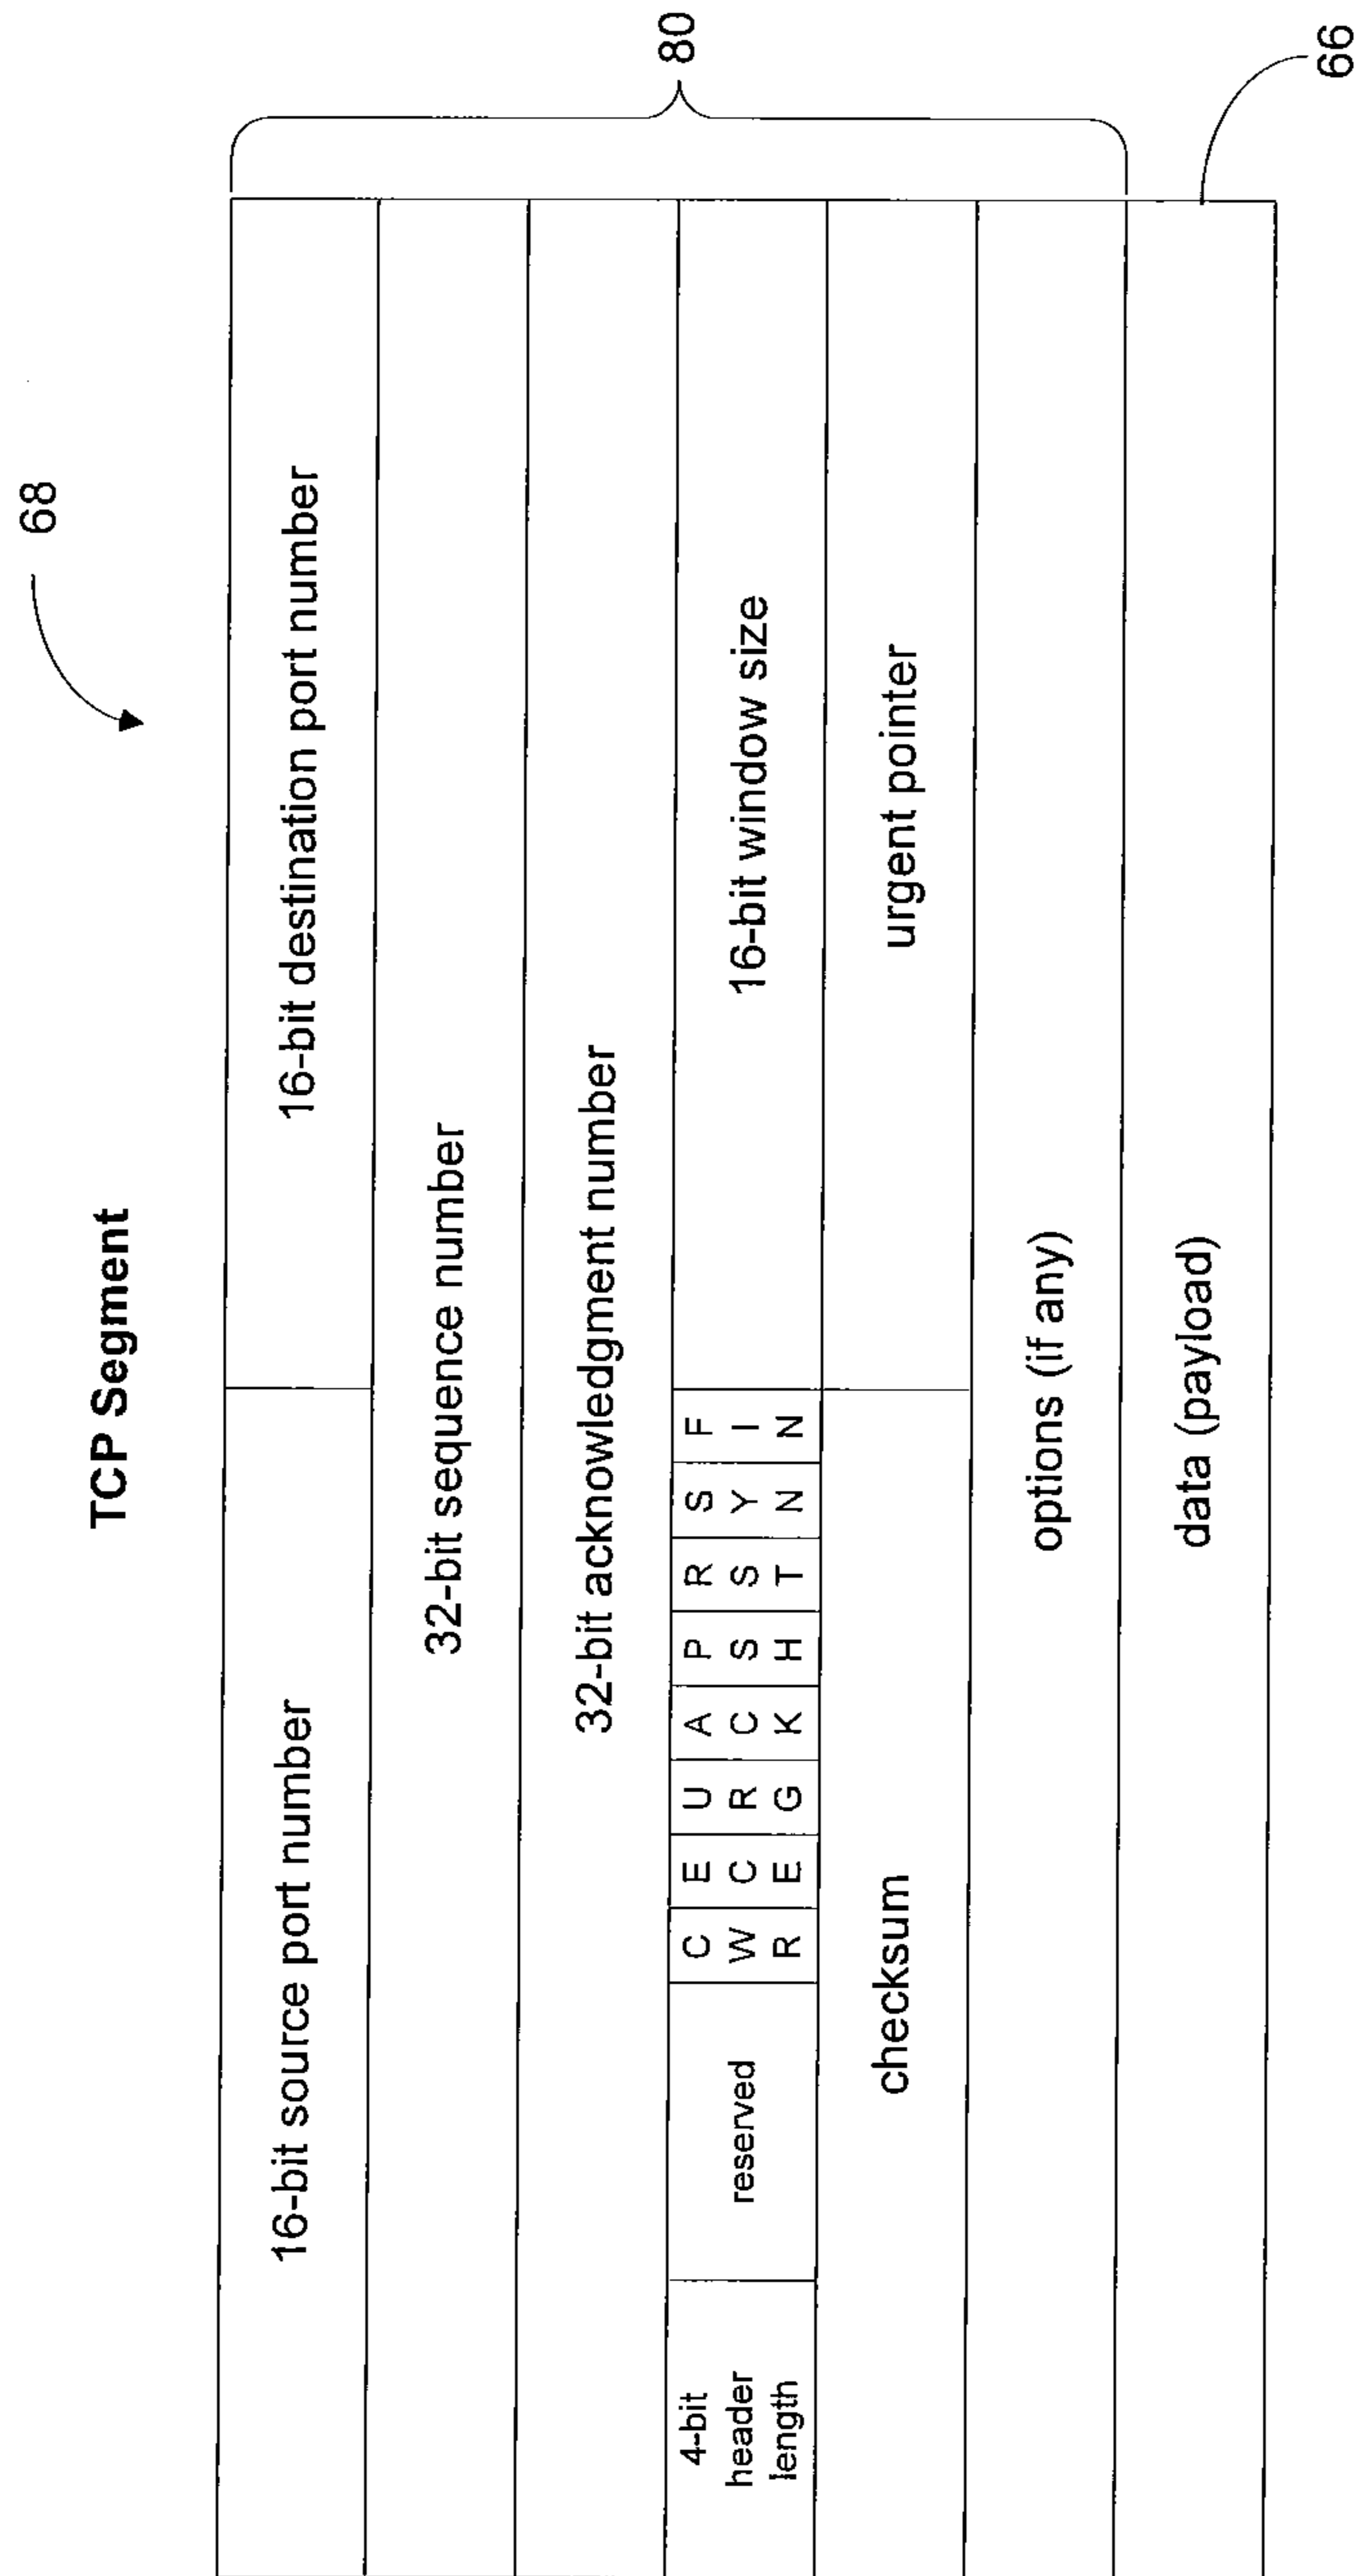 TCP Segment
68
16-bit source port number
16-bit destination port number
32-bit sequence number
32-bit acknowledgment number
80
4-bit
header
length
reserved
C W R
E C E
U R G
A C K
P S H
R S T
S Y N
F I N
16-bit window size
checksum
urgent pointer
options (if any)
data (payload)
66